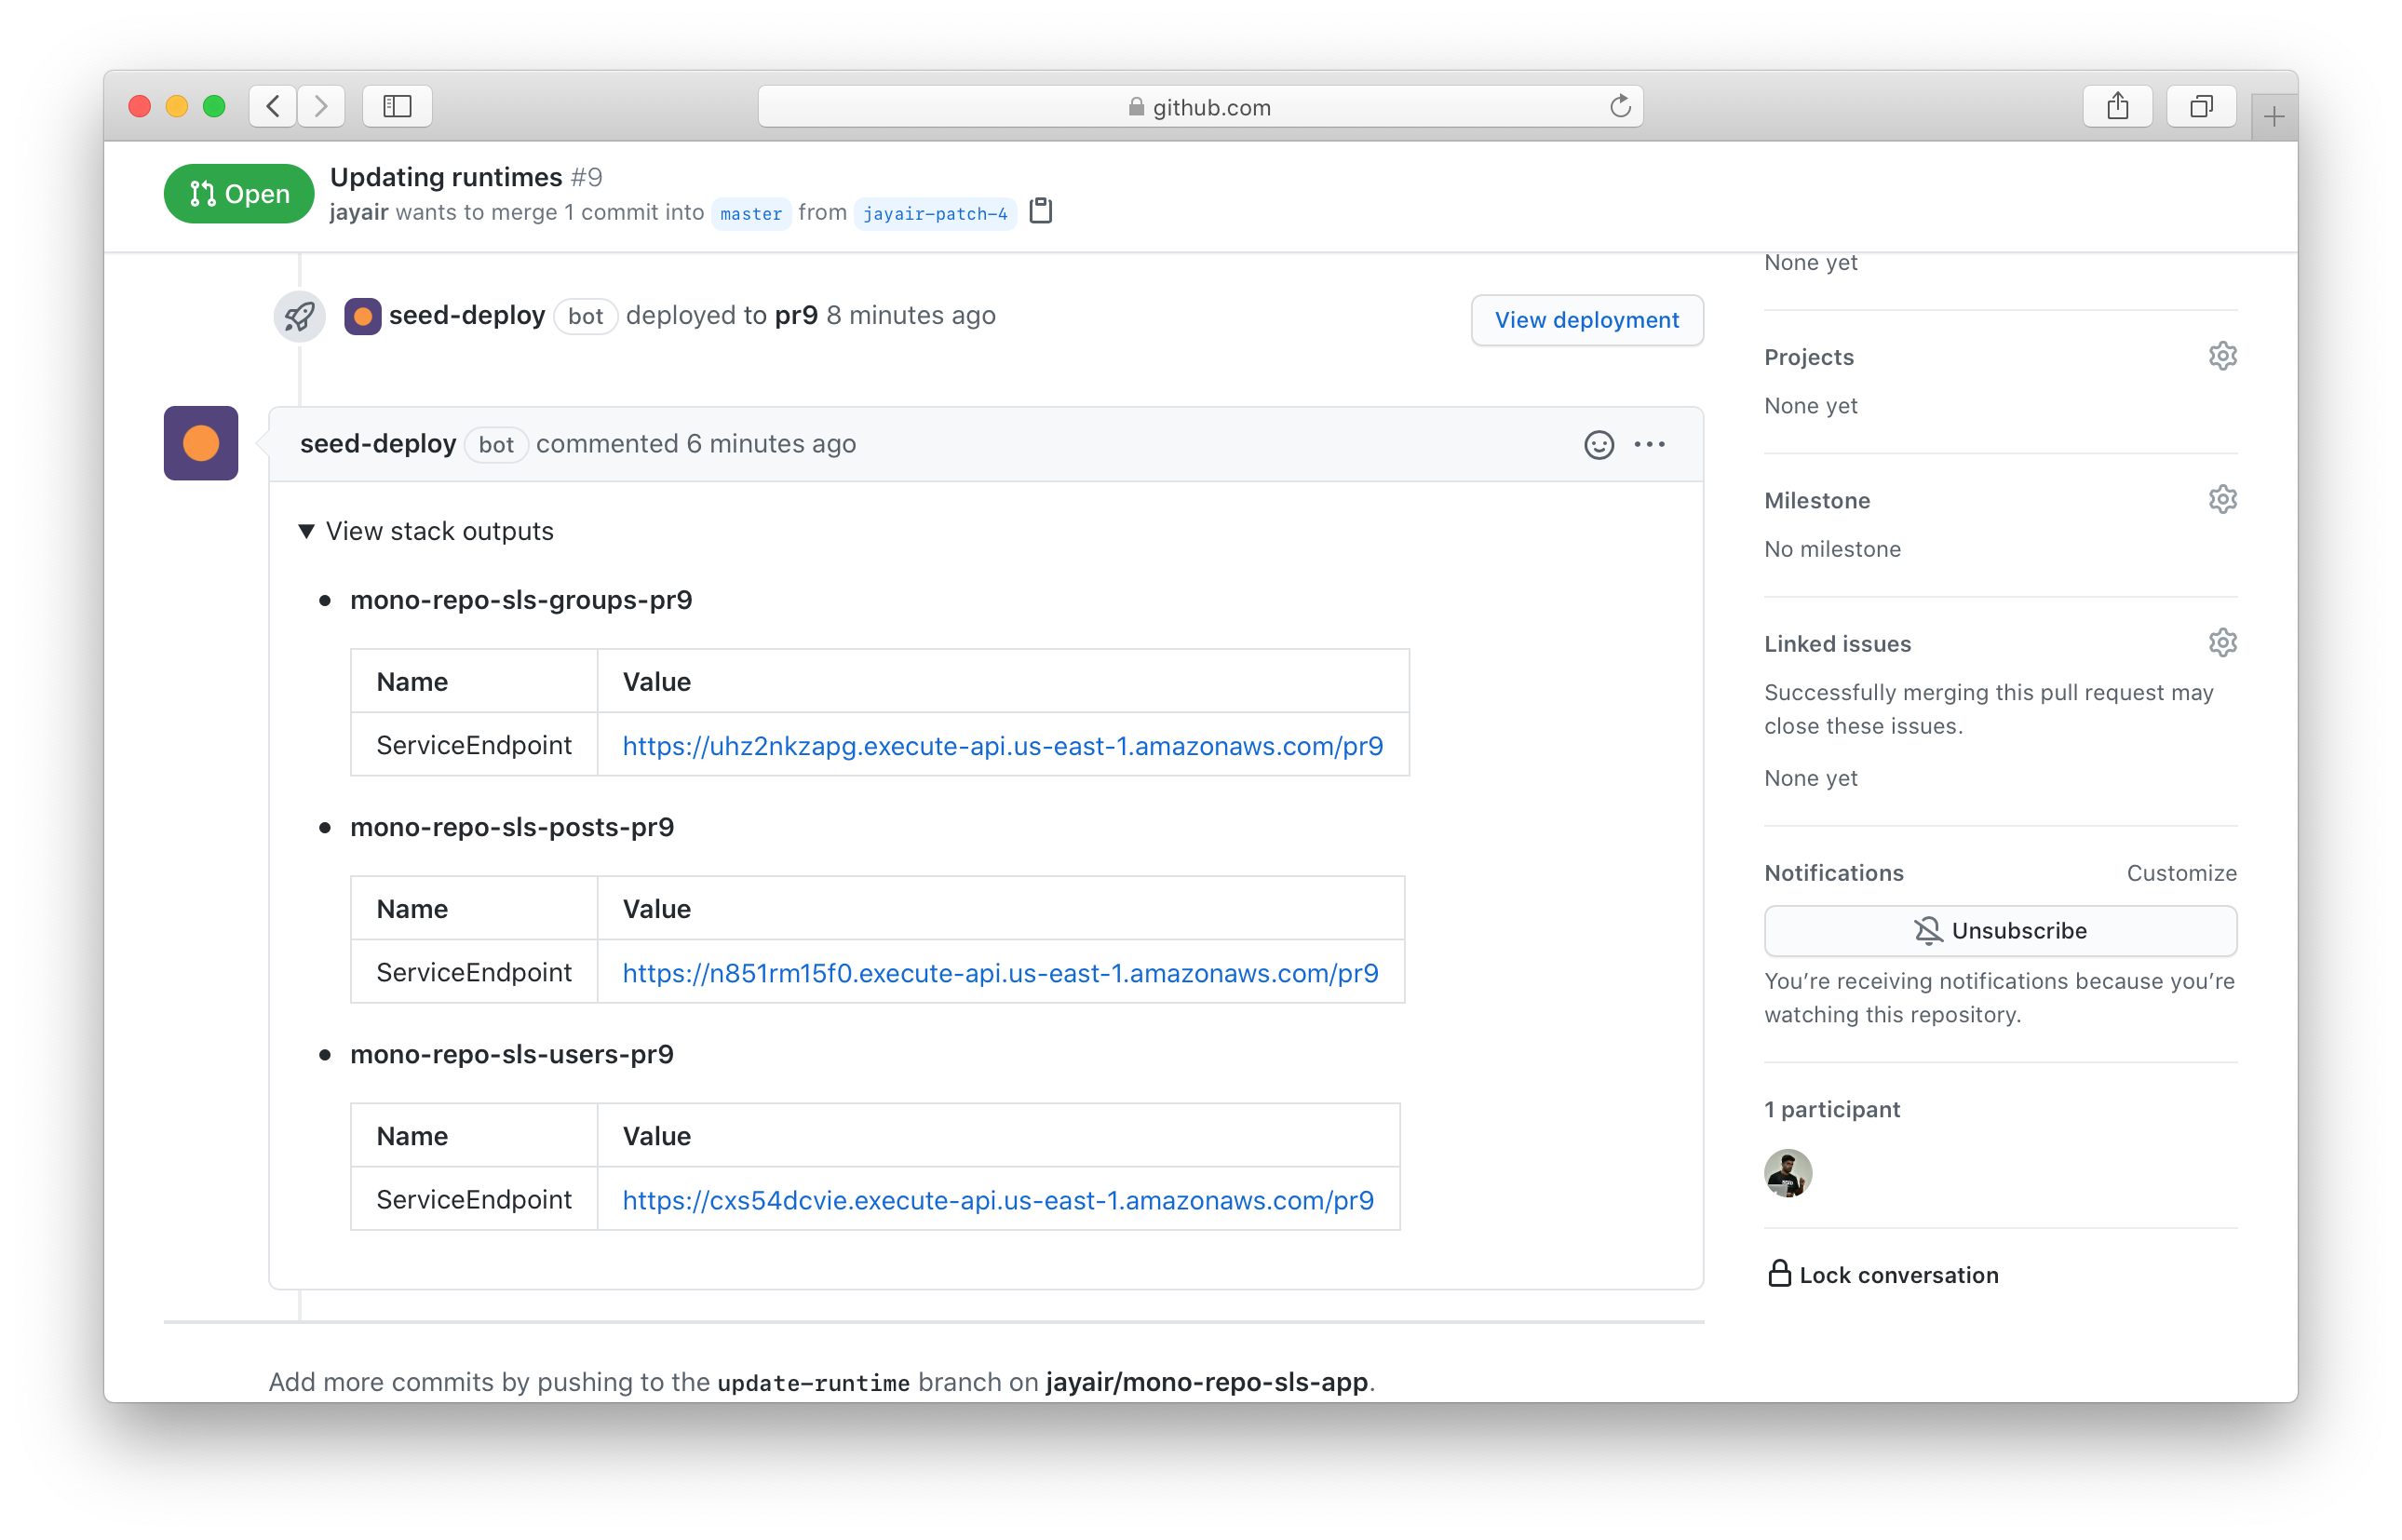 github.com
Open
Updating runtimes #9
jayair wants to merge 1 commit into master from jayair-patch-4
None yet
seed-deploy bot deployed to pr9 8 minutes ago
View deployment
Projects
None yet
seed-deploy bot commented 6 minutes ago
Milestone
No milestone
View stack outputs
mono-repo-sls-groups-pr9
Name Value
ServiceEndpoint https://uhz2nkzapg.execute-api.us-east-1.amazonaws.com/pr9
mono-repo-sls-posts-pr9
Name Value
ServiceEndpoint https://n851rm15f0.execute-api.us-east-1.amazonaws.com/pr9
mono-repo-sls-users-pr9
Name Value
ServiceEndpoint https://cxs54dcvie.execute-api.us-east-1.amazonaws.com/pr9
Linked issues
Successfully merging this pull request may
close these issues.
None yet
Notifications Customize
Unsubscribe
You’re receiving notifications because you’re
watching this repository.
1 participant
Lock conversation
Add more commits by pushing to the update-runtime branch on jayair/mono-repo-sls-app.